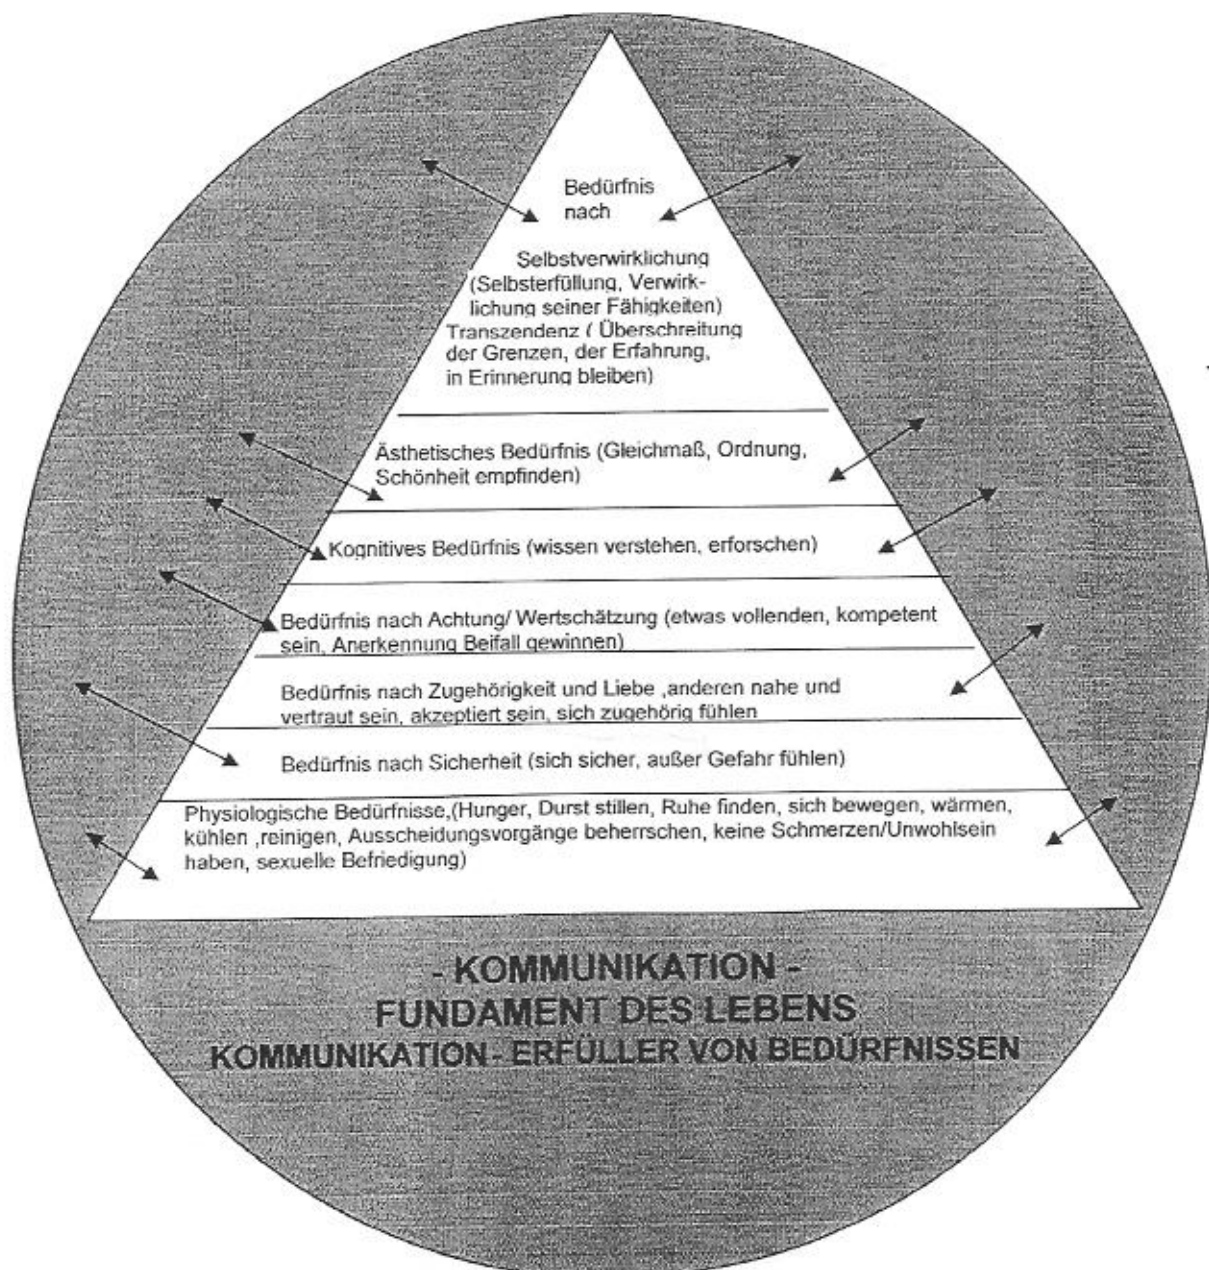 Bedürfnis
nach
Selbstverwirklichung
(Selbsterfüllung, Verwirk-
lichung seiner Fähigkeiten)
Transzendenz ( Überschreitung
der Grenzen, der Erfahrung,
in Erinnerung bleiben)
Ästhetisches Bedürfnis (Gleichmaß, Ordnung,
Schönheit empfinden)
Kognitives Bedürfnis (wissen verstehen, erforschen)
Bedürfnis nach Achtung/ Wertschätzung (etwas vollenden, kompetent
sein, Anerkennung Beifall gewinnen)
Bedürfnis nach Zugehörigkeit und Liebe ,anderen nahe und
vertraut sein, akzeptiert sein, sich zugehörig fühlen
Bedürfnis nach Sicherheit (sich sicher, außer Gefahr fühlen)
Physiologische Bedürfnisse,(Hunger, Durst stillen, Ruhe finden, sich bewegen, wärmen,
kühlen ,reinigen, Ausscheidungsvorgänge beherrschen, keine Schmerzen/Unwohlsein
haben, sexuelle Befriedigung)
- KOMMUNIKATION -
FUNDAMENT DES LEBENS
KOMMUNIKATION - ERFÜLLER VON BEDÜRFNISSEN